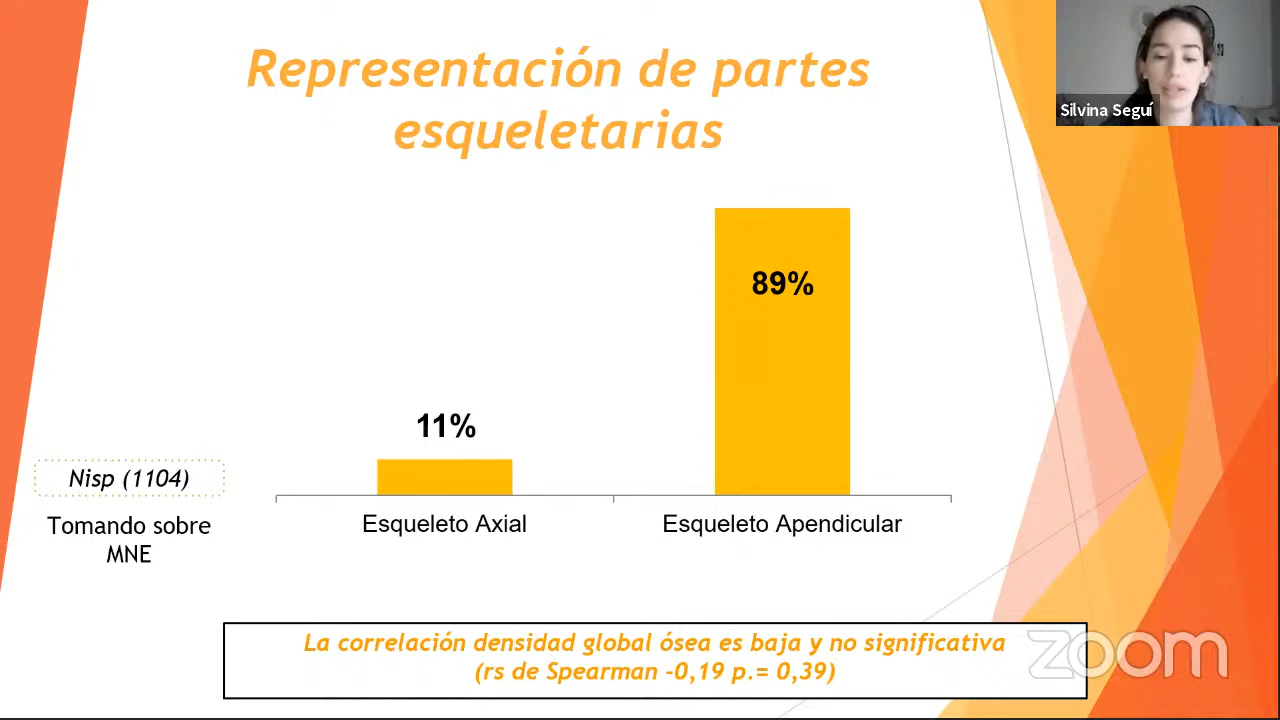 Representación de partes
esqueletarias
Silvina Seguí
89%
11%
Nisp (1104)
Tomando sobre
MNE
Esqueleto Axial
Esqueleto Apendicular
La correlación densidad global ósea es baja y no significativa
(rs de Spearman -0,19 p.= 0,39)
zoom